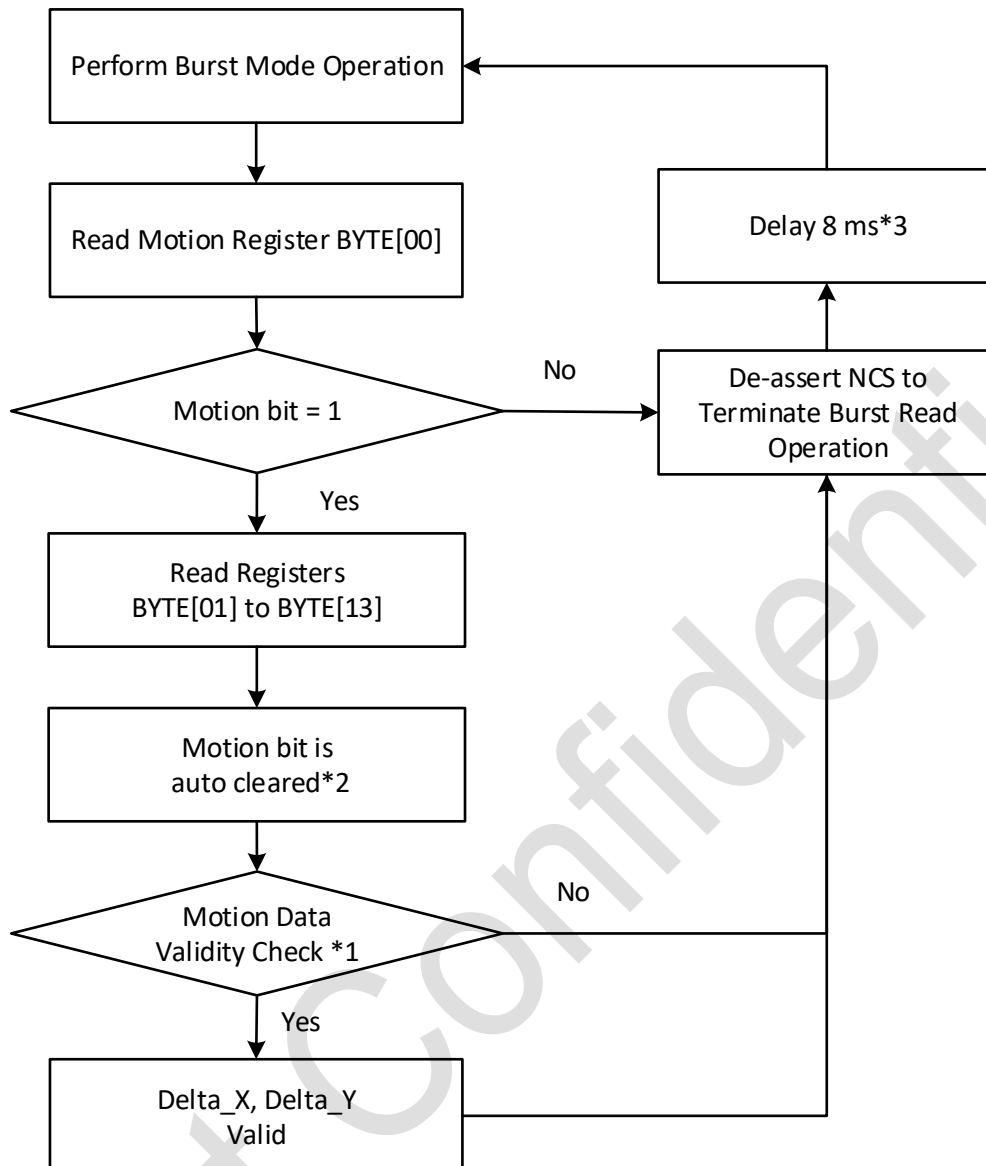 Perform Burst Mode Operation
Read Motion Register BYTE[00]
Delay 8 ms*3
Motion bit = 1
No
De-assert NCS to
Terminate Burst Read
Operation
Yes
Read Registers
BYTE[01] to BYTE[13]
Motion bit is
auto cleared*2
Motion Data
Validity Check *1
No
Yes
Delta_X, Delta_Y
Valid
t Confidenti